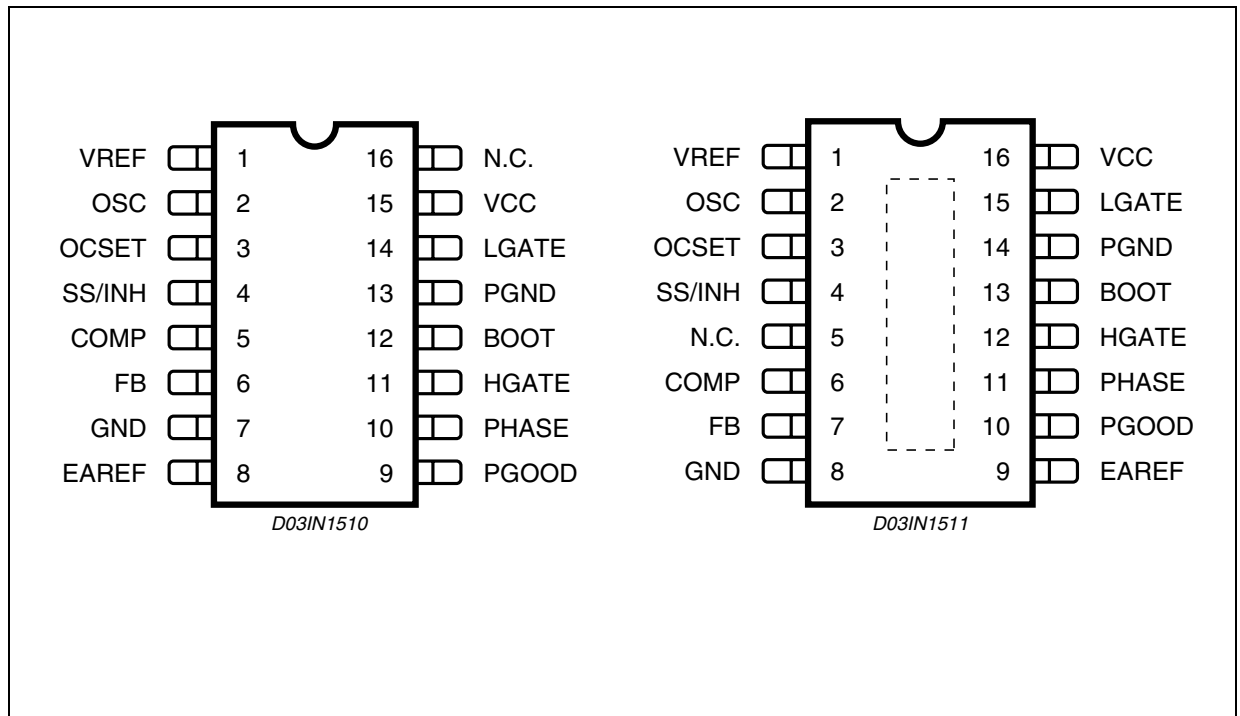 VREF 1 16 N.C.
OSC 2 15 VCC
OCSET 3 14 LGATE
SS/INH 4 13 PGND
COMP 5 12 BOOT
FB 6 11 HGATE
GND 7 10 PHASE
EAREF 8 9 PGOOD
D03IN1510
VREF 1 16 VCC
OSC 2 15 LGATE
OCSET 3 14 PGND
SS/INH 4 13 BOOT
N.C. 5 12 HGATE
COMP 6 11 PHASE
FB 7 10 PGOOD
GND 8 9 EAREF
D03IN1511